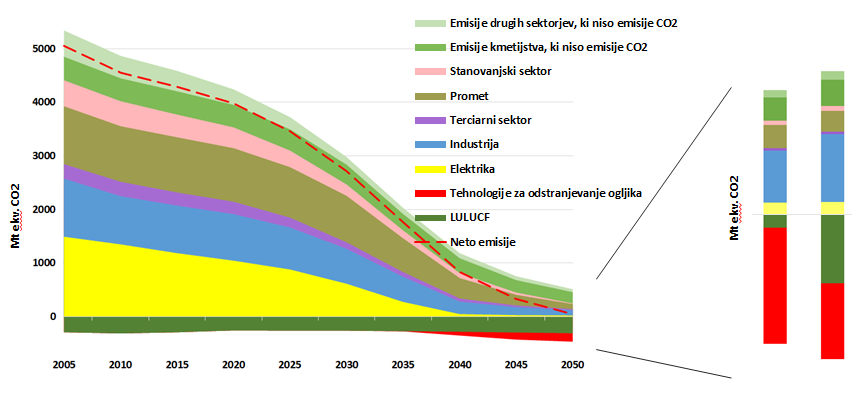 Emisije drugih sektorjev, ki niso emisije CO2
Emisije kmetijstva, ki niso emisije CO2
Stanovanjski sektor
Promet
Terciarni sektor
Industrija
Elektrika
Tehnologije za odstranjevanje ogljika
LULUCF
Neto emisije
Mt ekv. CO2
5000
4000
3000
2000
1000
0
2005 2010 2015 2020 2025 2030 2035 2040 2045 2050
Mt ekv. CO2